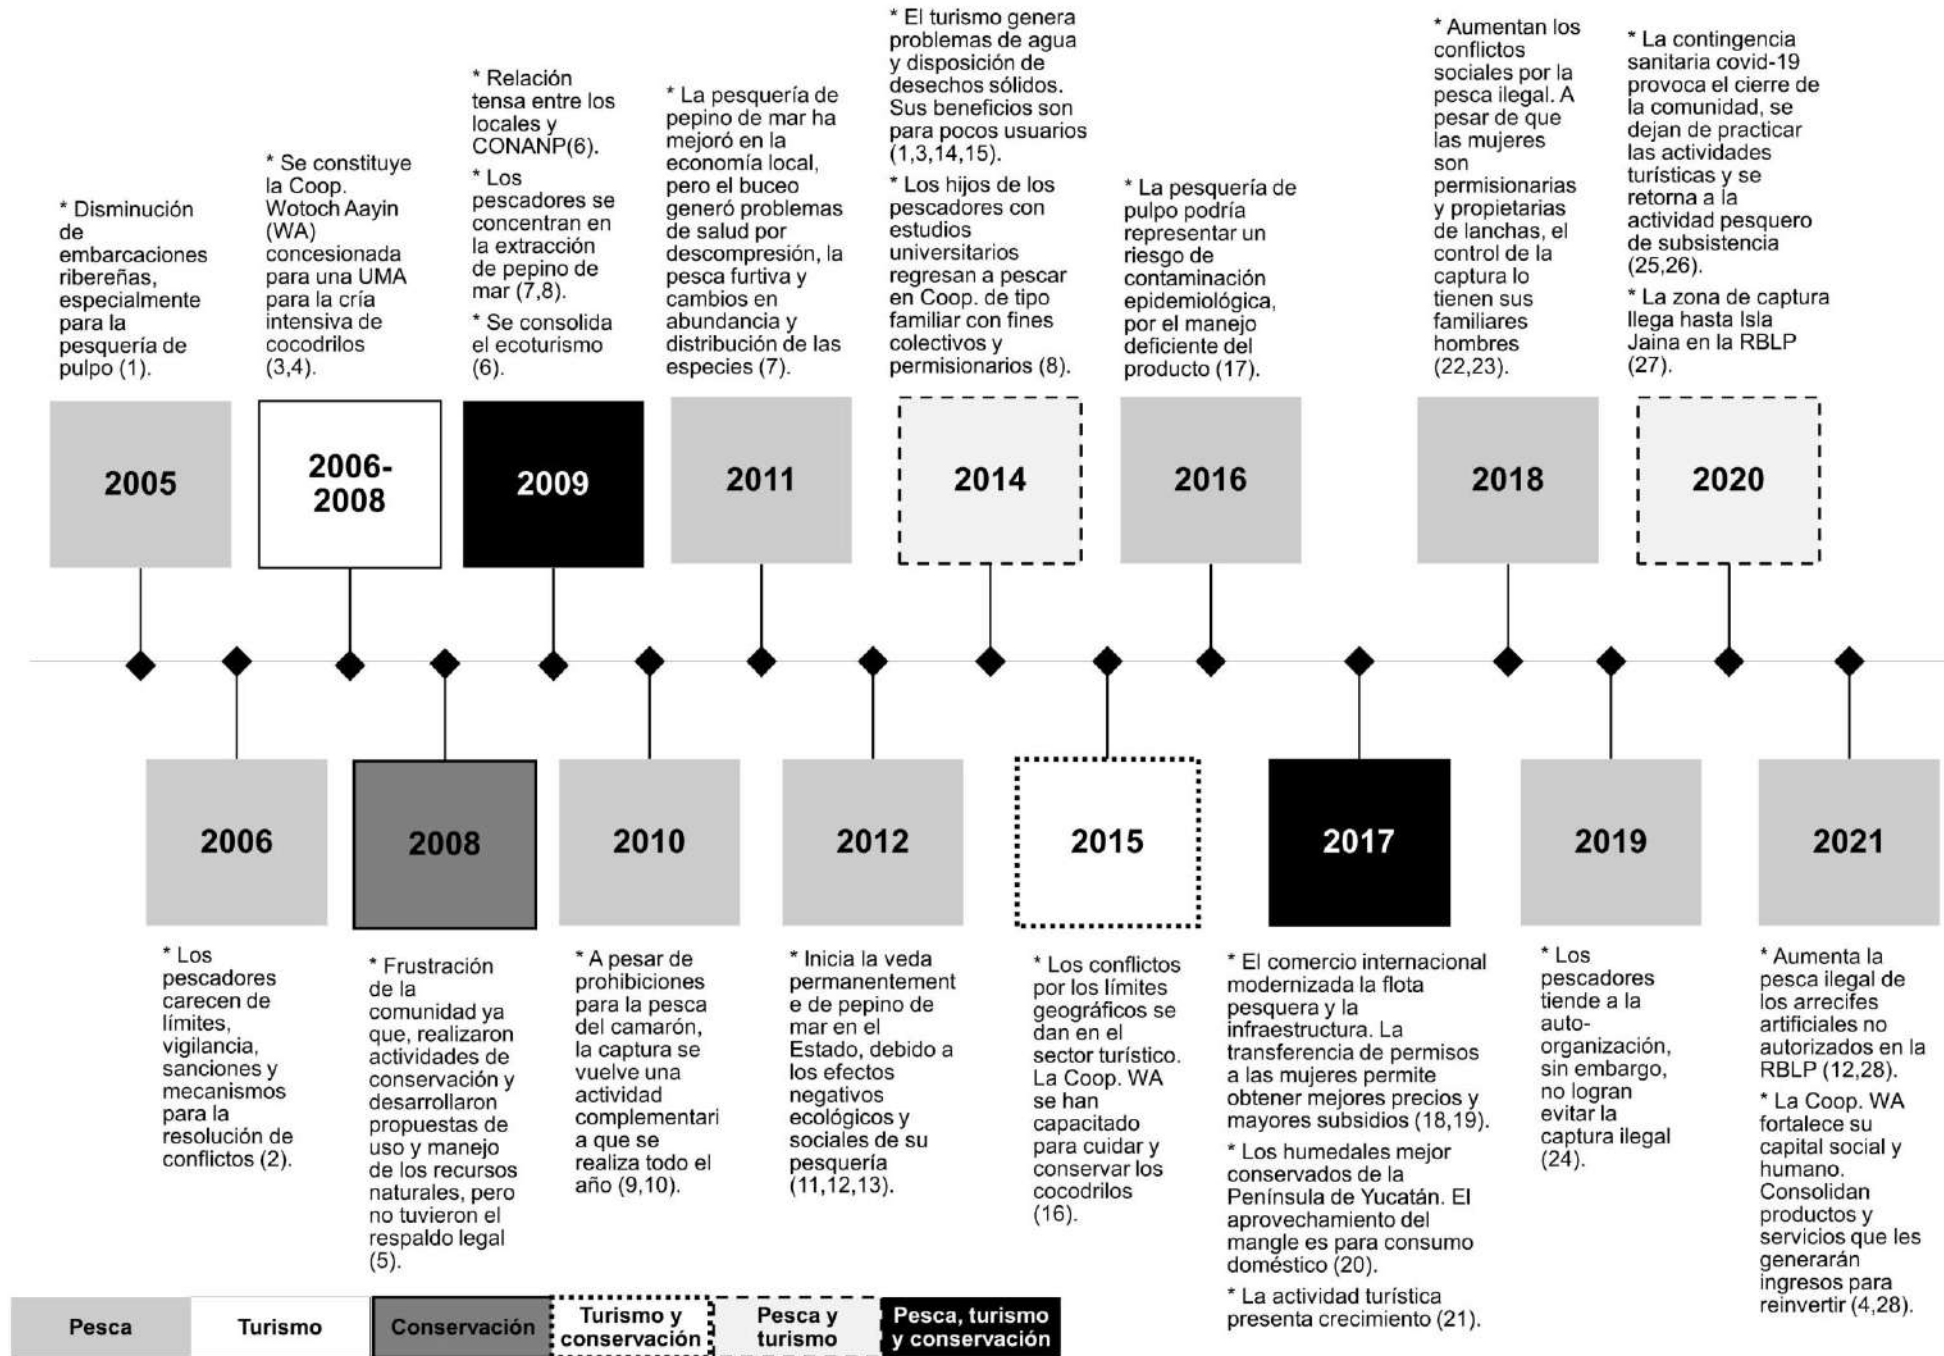 * Disminución
de
embarcaciones
ribereñas,
especialmente
para la
pesquería de
pulpo (1).
2005
* Se constituye
la Coop.
Wotoch Aayin
(WA)
concesionada
para una UMA
para la cría
intensiva de
cocodrilos
(3,4).
2006-
2008
* Relación
tensa entre los
locales y
CONANP(6).
* Los
pescadores se
concentran en
la extracción
de pepino de
mar (7,8).
* Se consolida
el ecoturismo
(6).
2009
* La pesquería de
pepino de mar ha
mejoró en la
economía local,
pero el buceo
generó problemas
de salud por
descompresión, la
pesca furtiva y
cambios en
abundancia y
distribución de las
especies (7).
2011
* El turismo genera
problemas de agua
y disposición de
desechos sólidos.
Sus beneficios son
para pocos usuarios
(1,3,14,15).
* Los hijos de los
pescadores con
estudios
universitarios
regresan a pescar
en Coop. de tipo
familiar con fines
colectivos y
permisionarios (8).
2014
* La pesquería de
pulpo podría
representar un
riesgo de
contaminación
epidemiológica,
por el manejo
deficiente del
producto (17).
2016
* Aumentan los
conflictos
sociales por la
pesca ilegal. A
pesar de que
las mujeres
son
permisionarias
y propietarias
de lanchas, el
control de la
captura lo
tienen sus
familiares
hombres
(22,23).
2018
* La contingencia
sanitaria covid-19
provoca el cierre de
la comunidad, se
dejan de practicar
las actividades
turísticas y se
retorna a la
actividad pesquero
de subsistencia
(25,26).
* La zona de captura
llega hasta Isla
Jaina en la RBLP
(27).
2020
2006
* Los
pescadores
carecen de
límites,
vigilancia,
sanciones y
mecanismos
para la
resolución de
conflictos (2).
2008
* Frustración
de la
comunidad ya
que, realizaron
actividades de
conservación y
desarrollaron
propuestas de
uso y manejo
de los recursos
naturales, pero
no tuvieron el
respaldo legal
(5).
2010
* A pesar de
prohibiciones
para la pesca
del camarón,
la captura se
vuelve una
actividad
complementari
a que se
realiza todo el
año (9,10).
2012
* Inicia la veda
permanentement
e de pepino de
mar en el
Estado, debido a
los efectos
negativos
ecológicos y
sociales de su
pesquería
(11,12,13).
2015
* Los conflictos
por los límites
geográficos se
dan en el
sector turístico.
La Coop. WA
se han
capacitado
para cuidar y
conservar los
cocodrilos
(16).
2017
* El comercio internacional
modernizada la flota
pesquera y la
infraestructura. La
transferencia de permisos
a las mujeres permite
obtener mejores precios y
mayores subsidios (18,19).
* Los humedales mejor
conservados de la
Península de Yucatán. El
aprovechamiento del
mangle es para consumo
doméstico (20).
* La actividad turística
presenta crecimiento (21).
2019
* Los
pescadores
tiende a la
auto-
organización,
sin embargo,
no logran
evitar la
captura ilegal
(24).
2021
* Aumenta la
pesca ilegal de
los arrecifes
artificiales no
autorizados en la
RBLP (12,28).
* La Coop. WA
fortalece su
capital social y
humano.
Consolidan
productos y
servicios que les
generarán
ingresos para
reinvertir (4,28).
Pesca
Turismo
Conservación
Turismo y
conservación
Pesca y
turismo
Pesca, turismo
y conservación